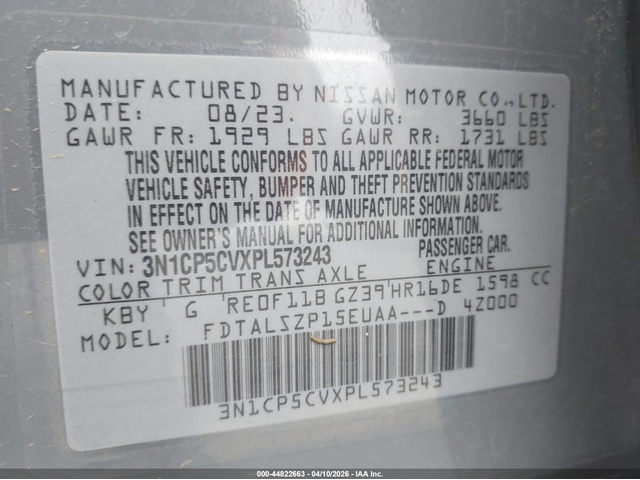 MANUFACTURED BY NISSAN MOTOR CO.,LTD.
DATE: 08/23. GVWR: 3660 LBS
GAWR FR: 1929 LBS GAWR RR: 1731 LBS
THIS VEHICLE CONFORMS TO ALL APPLICABLE FEDERAL MOTOR
VEHICLE SAFETY, BUMPER AND THEFT PREVENTION STANDARDS
IN EFFECT ON THE DATE OF MANUFACTURE SHOWN ABOVE.
SEE OWNER'S MANUAL FOR ADDITIONAL INFORMATION.
VIN: 3N1CP5CVXPL573243 PASSENGER CAR.
COLOR TRIM TRANS AXLE ENGINE
KBY G RE0F11B GZ39 HR16DE 1598 CC
MODEL: FDTALSZP15EUAA---D 4Z000
3N1CP5CVXPL573243
000-44822663 - 04/10/2026 - IAA Inc.